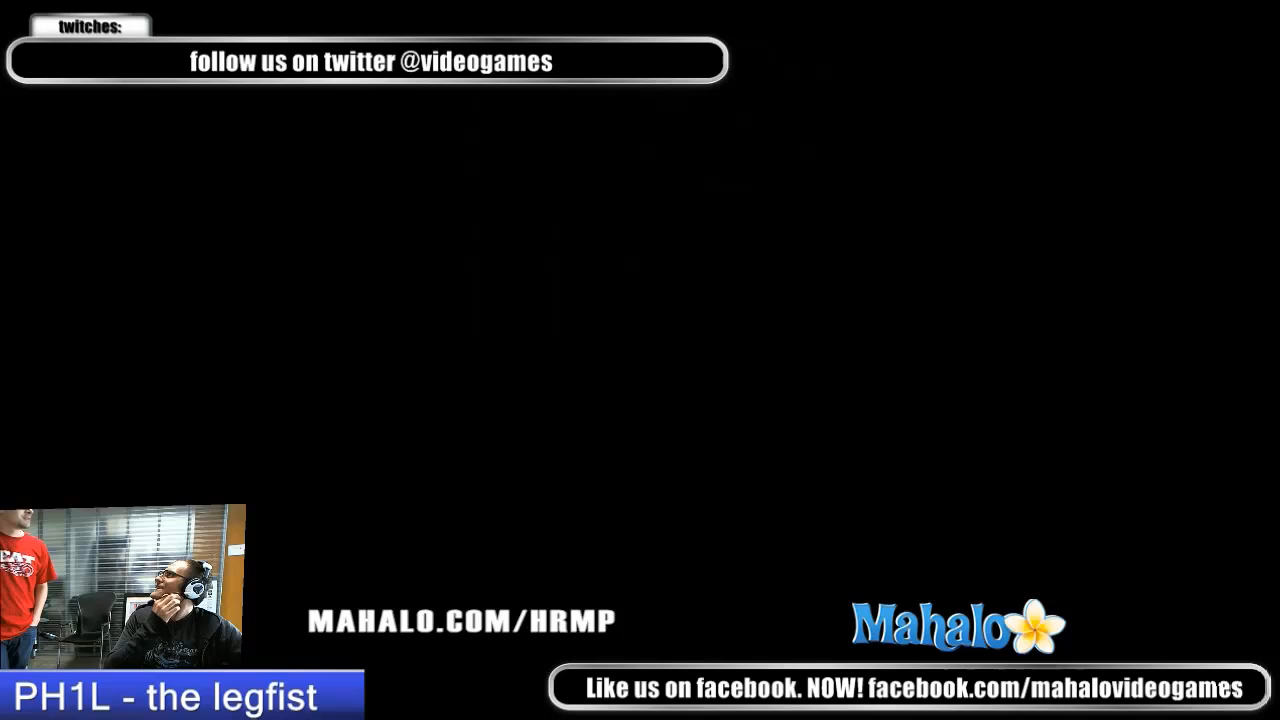 twitches:
follow us on twitter @videogames
EAT
MAHALO.COM/HRMP
Mahalo
PH1L - the legfist
Like us on facebook. NOW! facebook.com/mahalovideogames